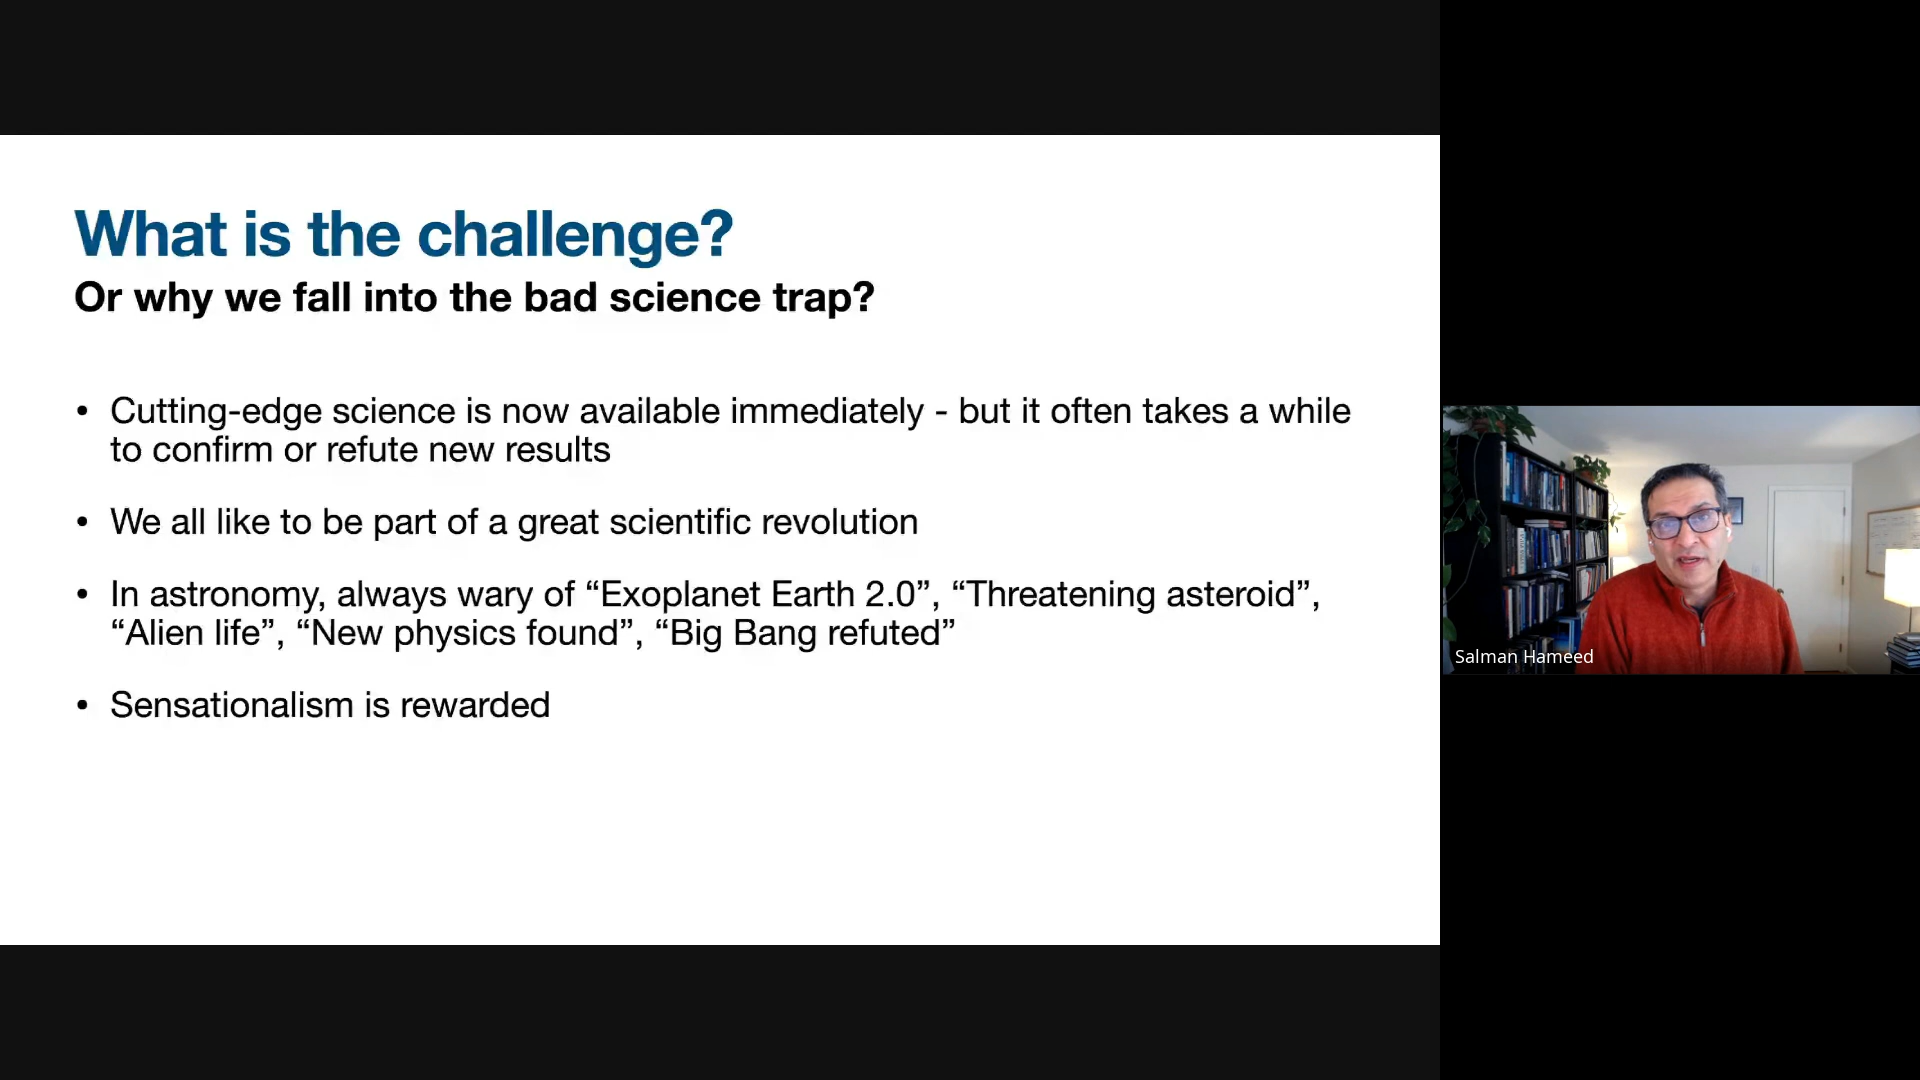 What is the challenge?
Or why we fall into the bad science trap?
• Cutting-edge science is now available immediately - but it often takes a while
to confirm or refute new results
• We all like to be part of a great scientific revolution
• In astronomy, always wary of “Exoplanet Earth 2.0”, “Threatening asteroid”,
“Alien life”, “New physics found”, “Big Bang refuted”
• Sensationalism is rewarded
Salman Hameed